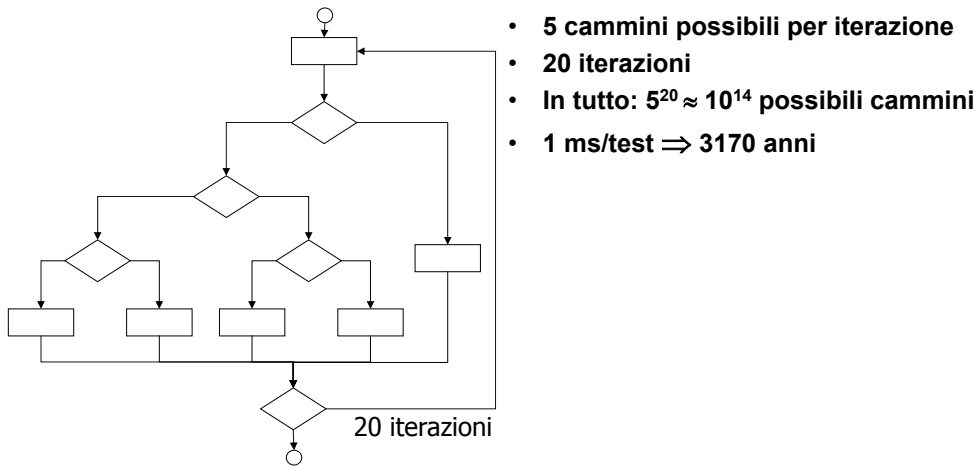 • 5 cammini possibili per iterazione
• 20 iterazioni
• In tutto: 5²⁰ ≈ 10¹⁴ possibili cammini
• 1 ms/test ⇒ 3170 anni
20 iterazioni